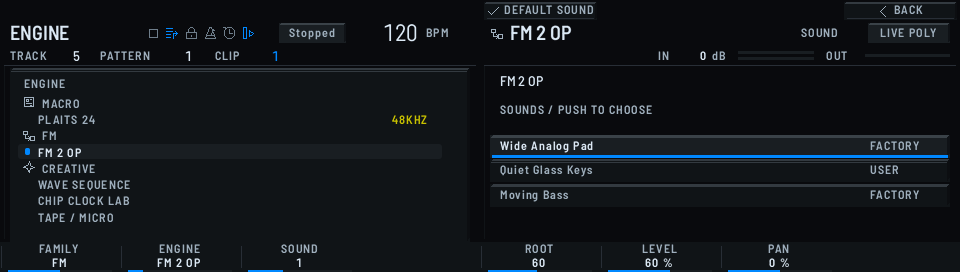 DEFAULT SOUND
BACK
ENGINE
Stopped
120 BPM
FM 2 OP
SOUND
LIVE POLY
TRACK 5 PATTERN 1 CLIP 1
IN 0 dB OUT
ENGINE
MACRO
PLAITS 24 48KHZ
FM
FM 2 OP
CREATIVE
WAVE SEQUENCE
CHIP CLOCK LAB
TAPE / MICRO
FM 2 OP
SOUNDS / PUSH TO CHOOSE
Wide Analog Pad FACTORY
Quiet Glass Keys USER
Moving Bass FACTORY
FAMILY ENGINE SOUND ROOT LEVEL PAN
FM FM 2 OP 1 60 60 % 0 %